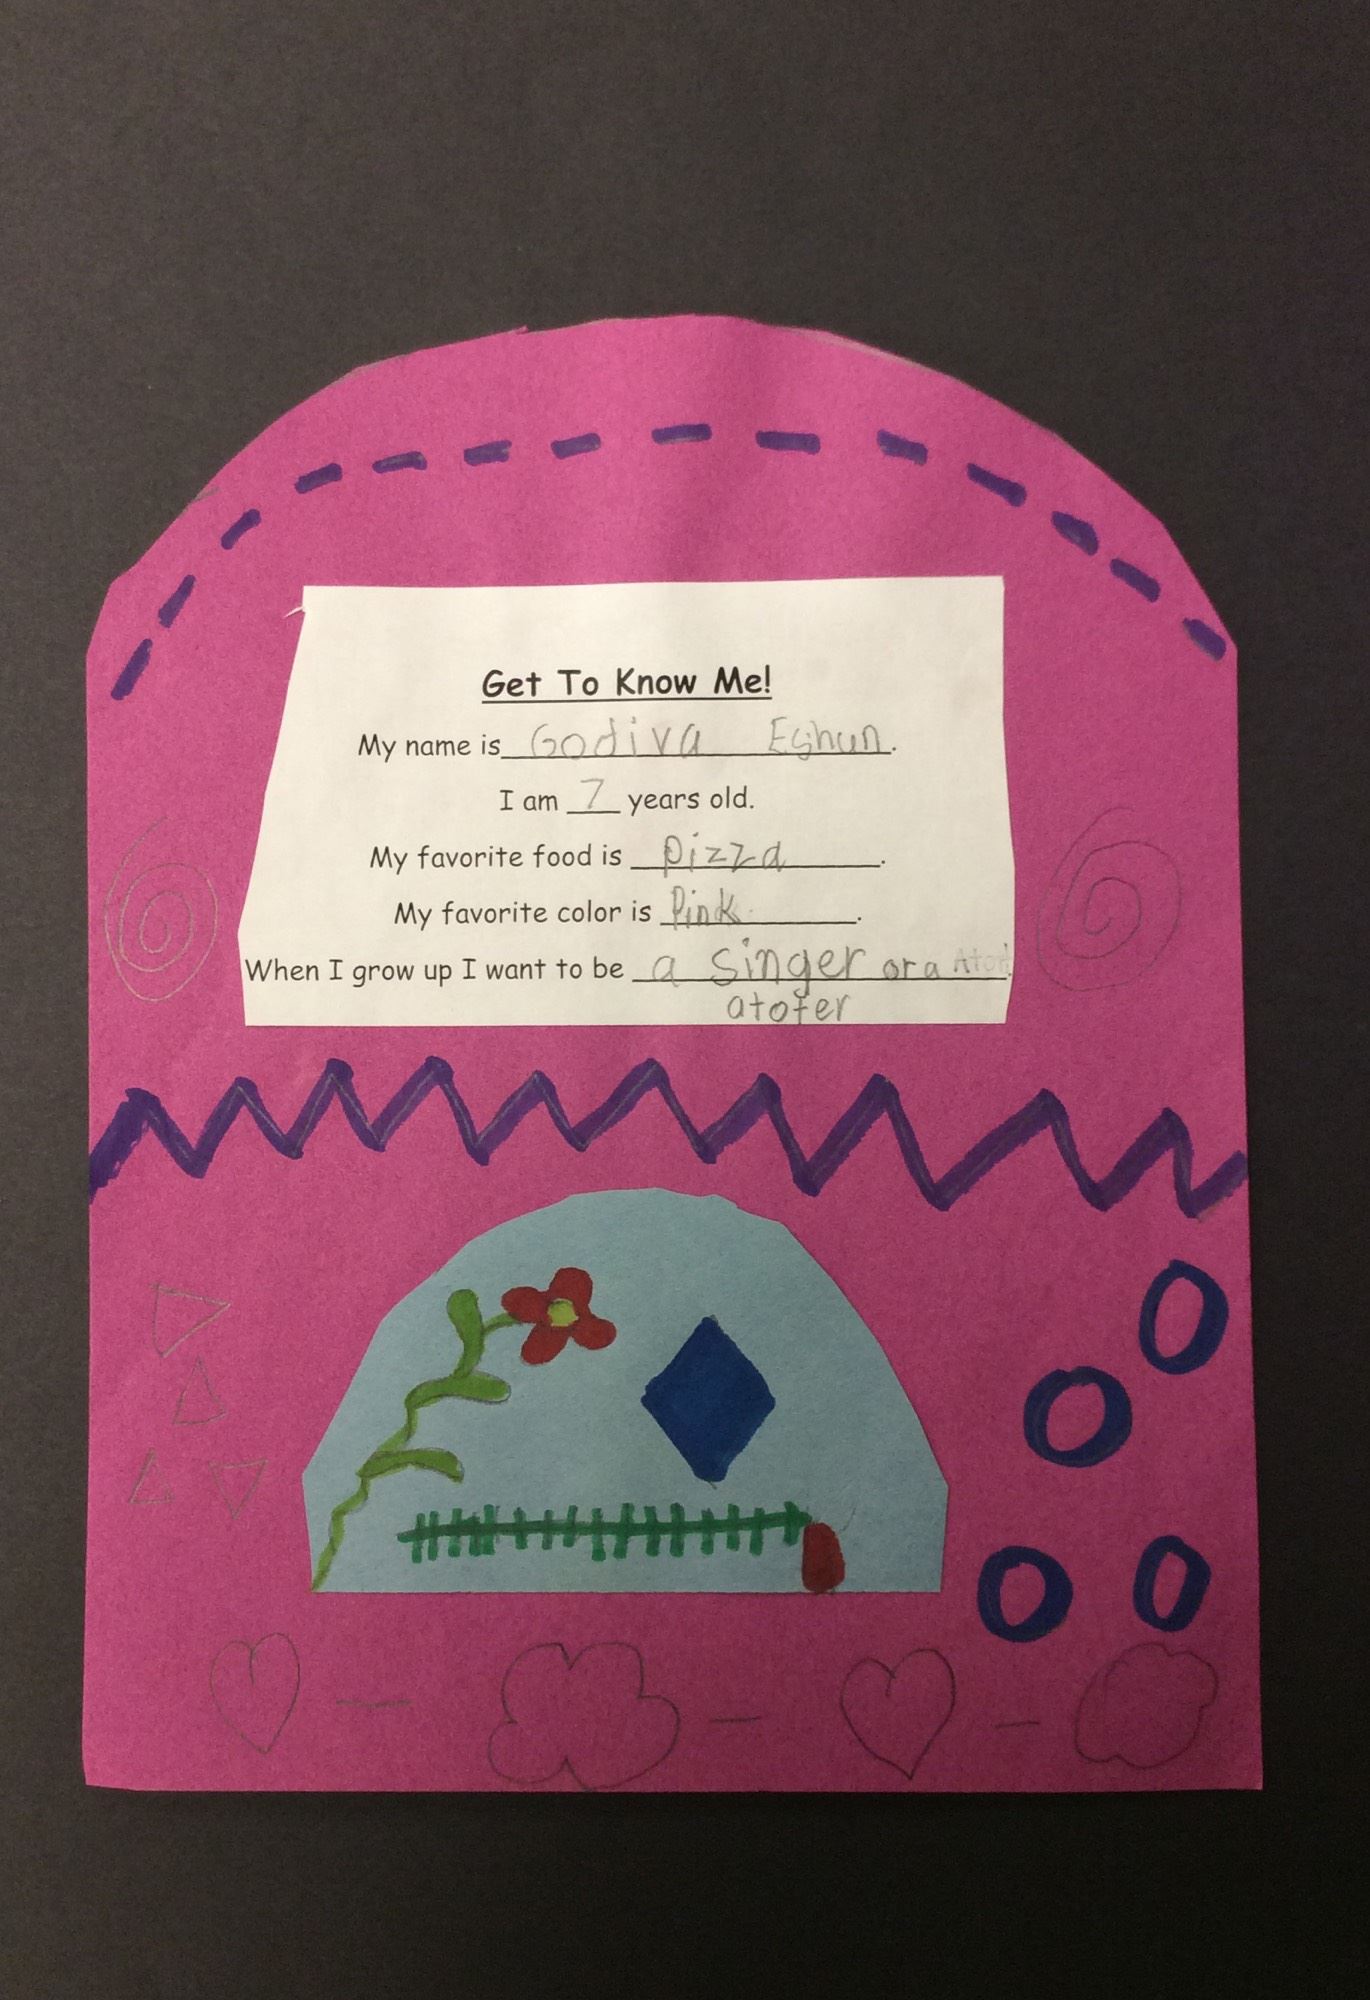 Get To Know Me!
My name is Godiva Eghun.
I am 7 years old.
My favorite food is pizza.
My favorite color is Pink.
When I grow up I want to be a singer or a
atofer